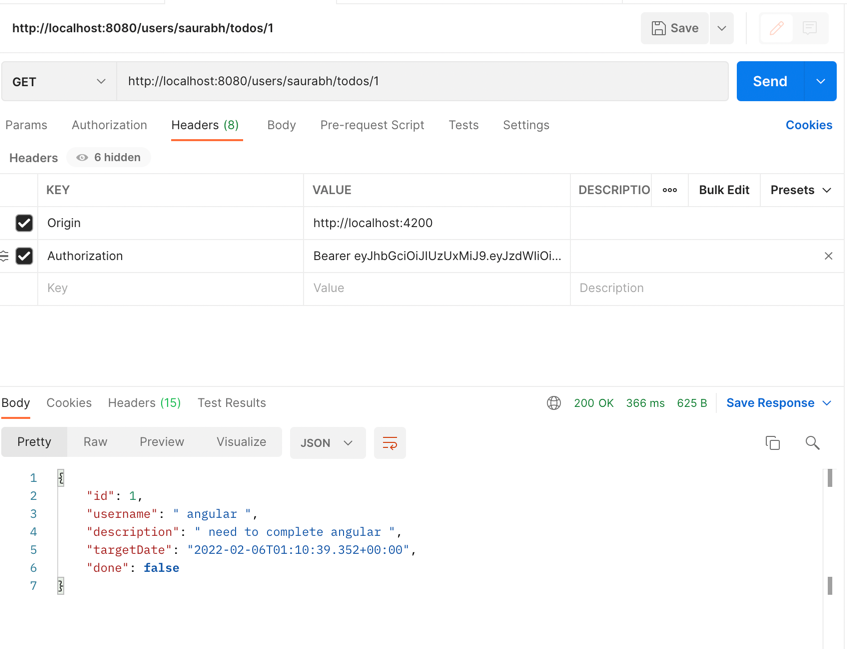 http://localhost:8080/users/saurabh/todos/1
Save
GET
http://localhost:8080/users/saurabh/todos/1
Send
Params Authorization Headers (8) Body Pre-request Script Tests Settings Cookies
Headers 6 hidden
KEY VALUE DESCRIPTIO ooo Bulk Edit Presets
Origin http://localhost:4200
Authorization Bearer eyJhbGciOiJIUzUxMiJ9.eyJzdWIiOi...
Key Value Description
Body Cookies Headers (15) Test Results 200 OK 366 ms 625 B Save Response
Pretty Raw Preview Visualize JSON
1 {
2 "id": 1,
3 "username": " angular ",
4 "description": " need to complete angular ",
5 "targetDate": "2022-02-06T01:10:39.352+00:00",
6 "done": false
7 }